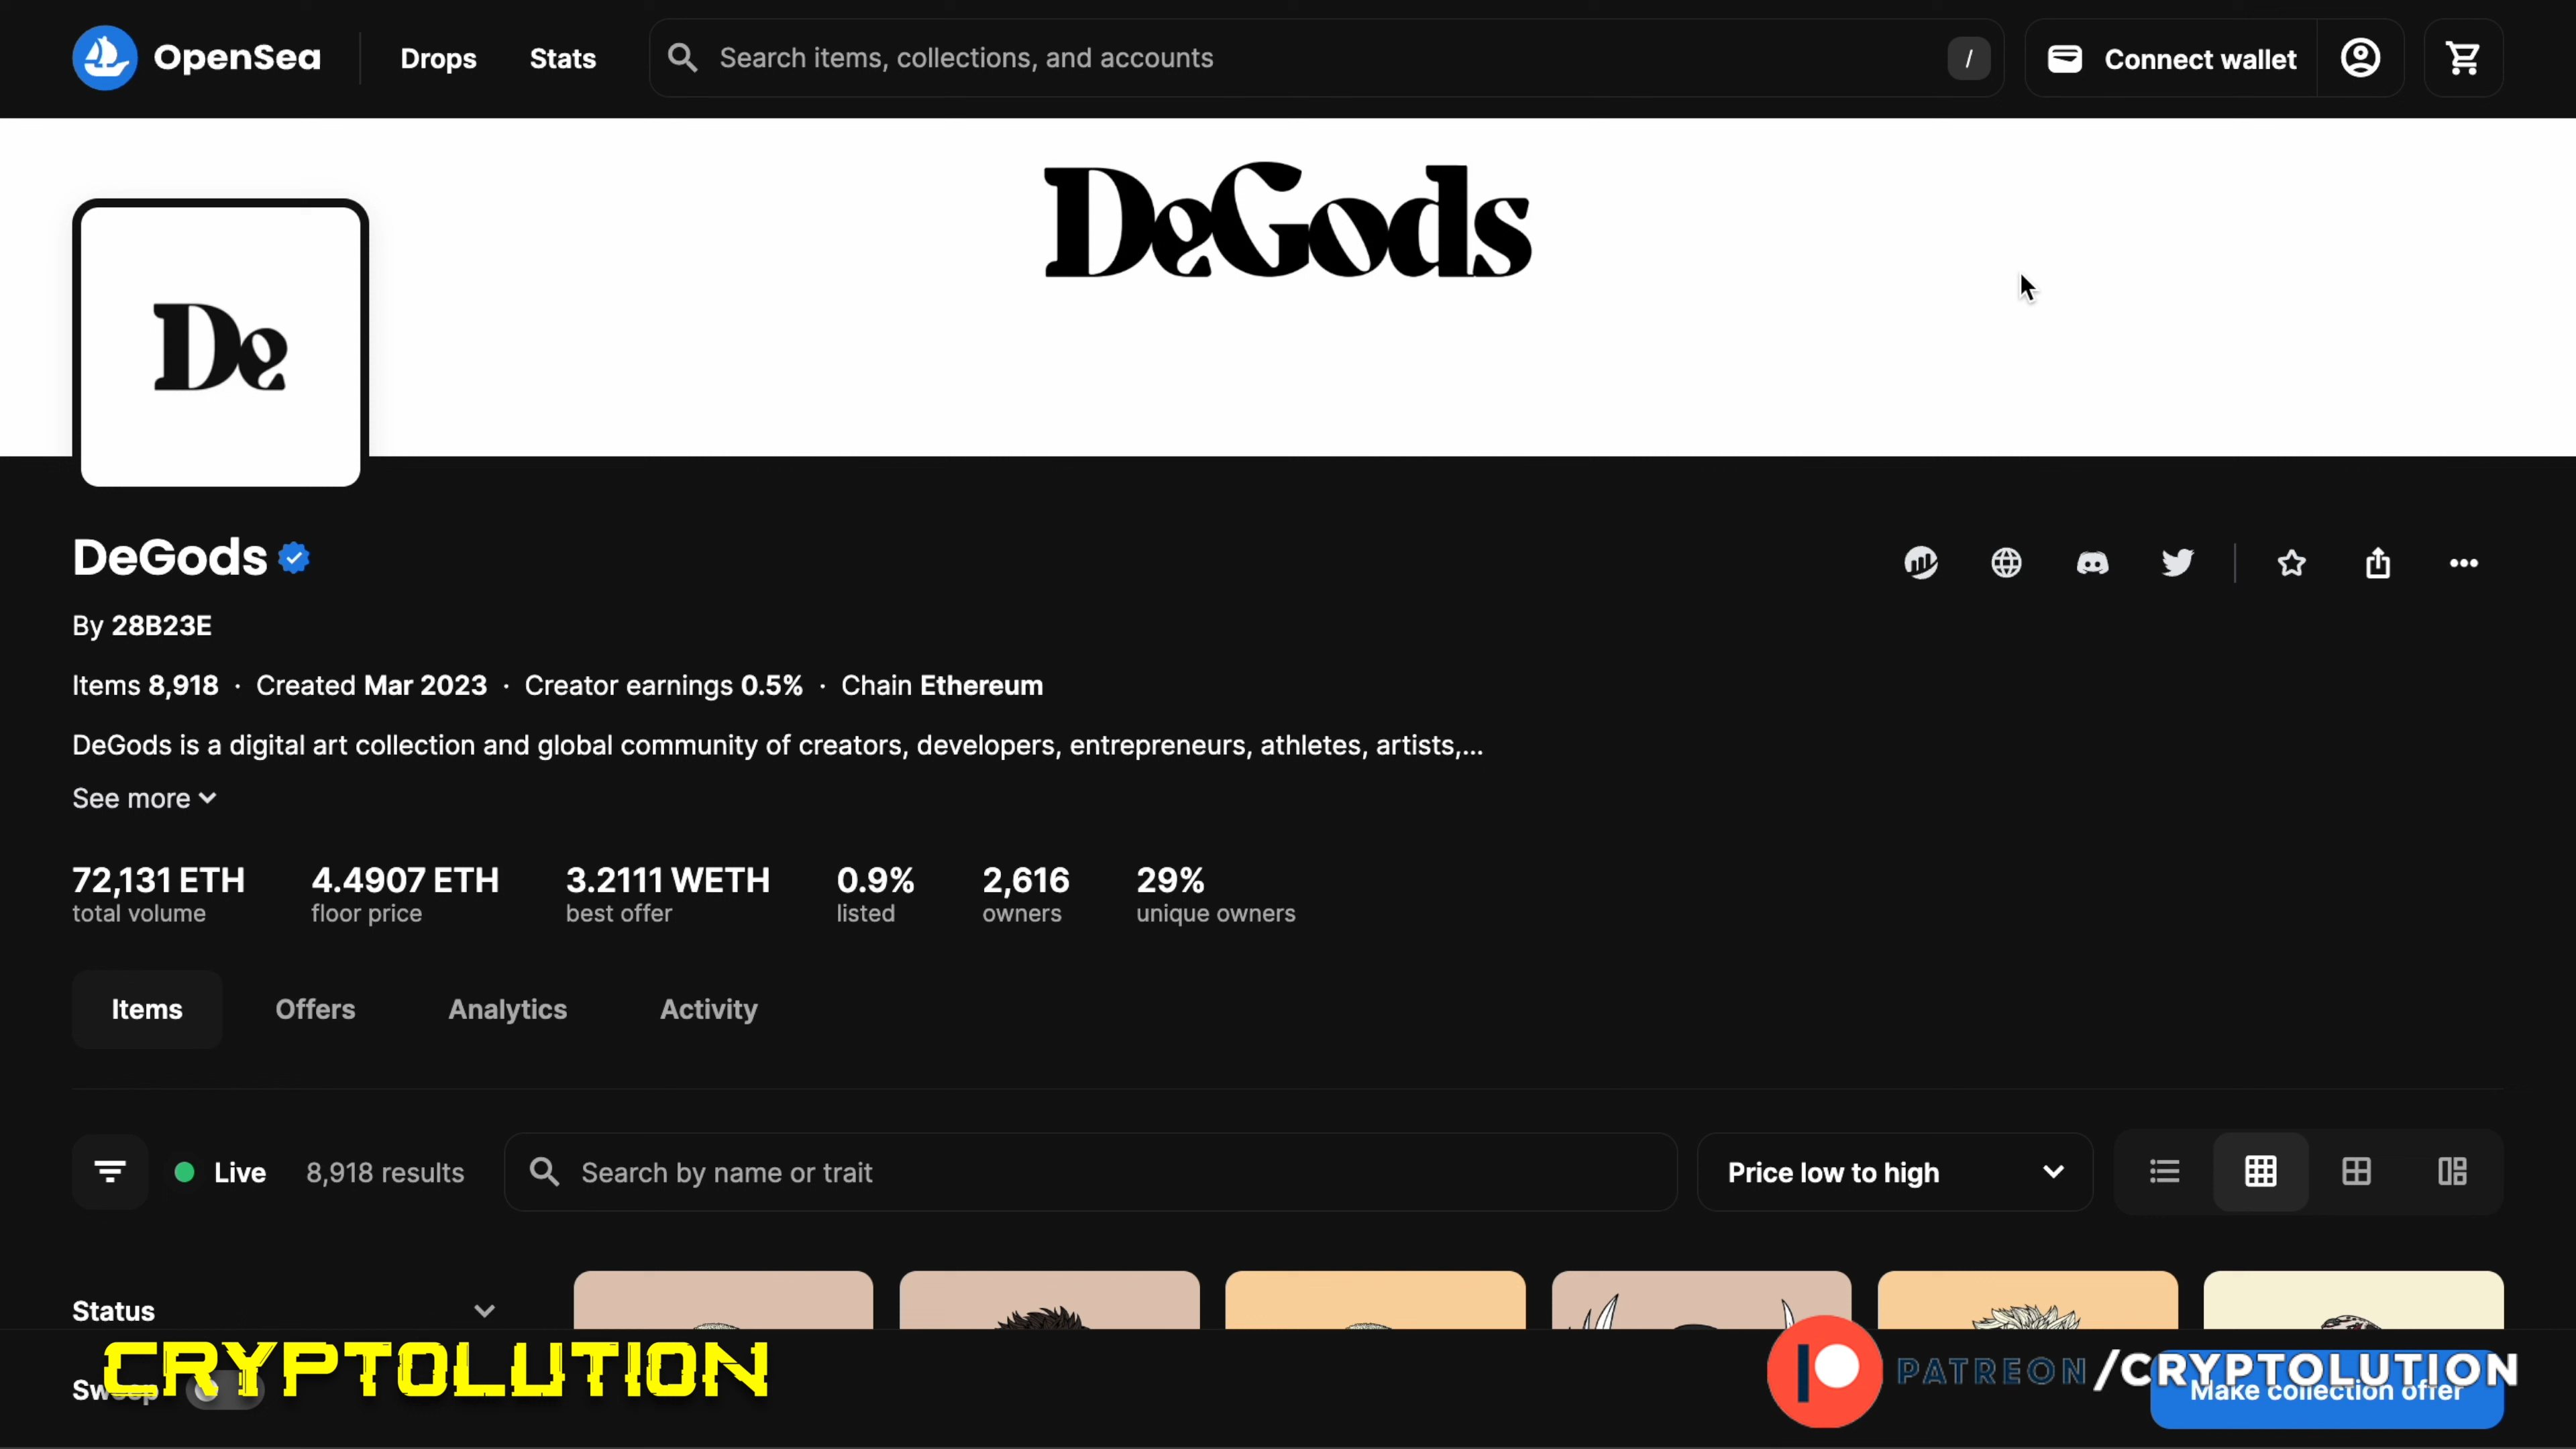 OpenSea
Drops
Stats
Search items, collections, and accounts
/
Connect wallet
DeGods
De
DeGods
By 28B23E
Items 8,918 · Created Mar 2023 · Creator earnings 0.5% · Chain Ethereum
DeGods is a digital art collection and global community of creators, developers, entrepreneurs, athletes, artists,...
See more
72,131 ETH
total volume
4.4907 ETH
floor price
3.2111 WETH
best offer
0.9%
listed
2,616
owners
29%
unique owners
Items
Offers
Analytics
Activity
Live
8,918 results
Search by name or trait
Price low to high
Status
Sweep
CRYPTOLUTION
PATREON/CRYPTOLUTION
Make collection offer